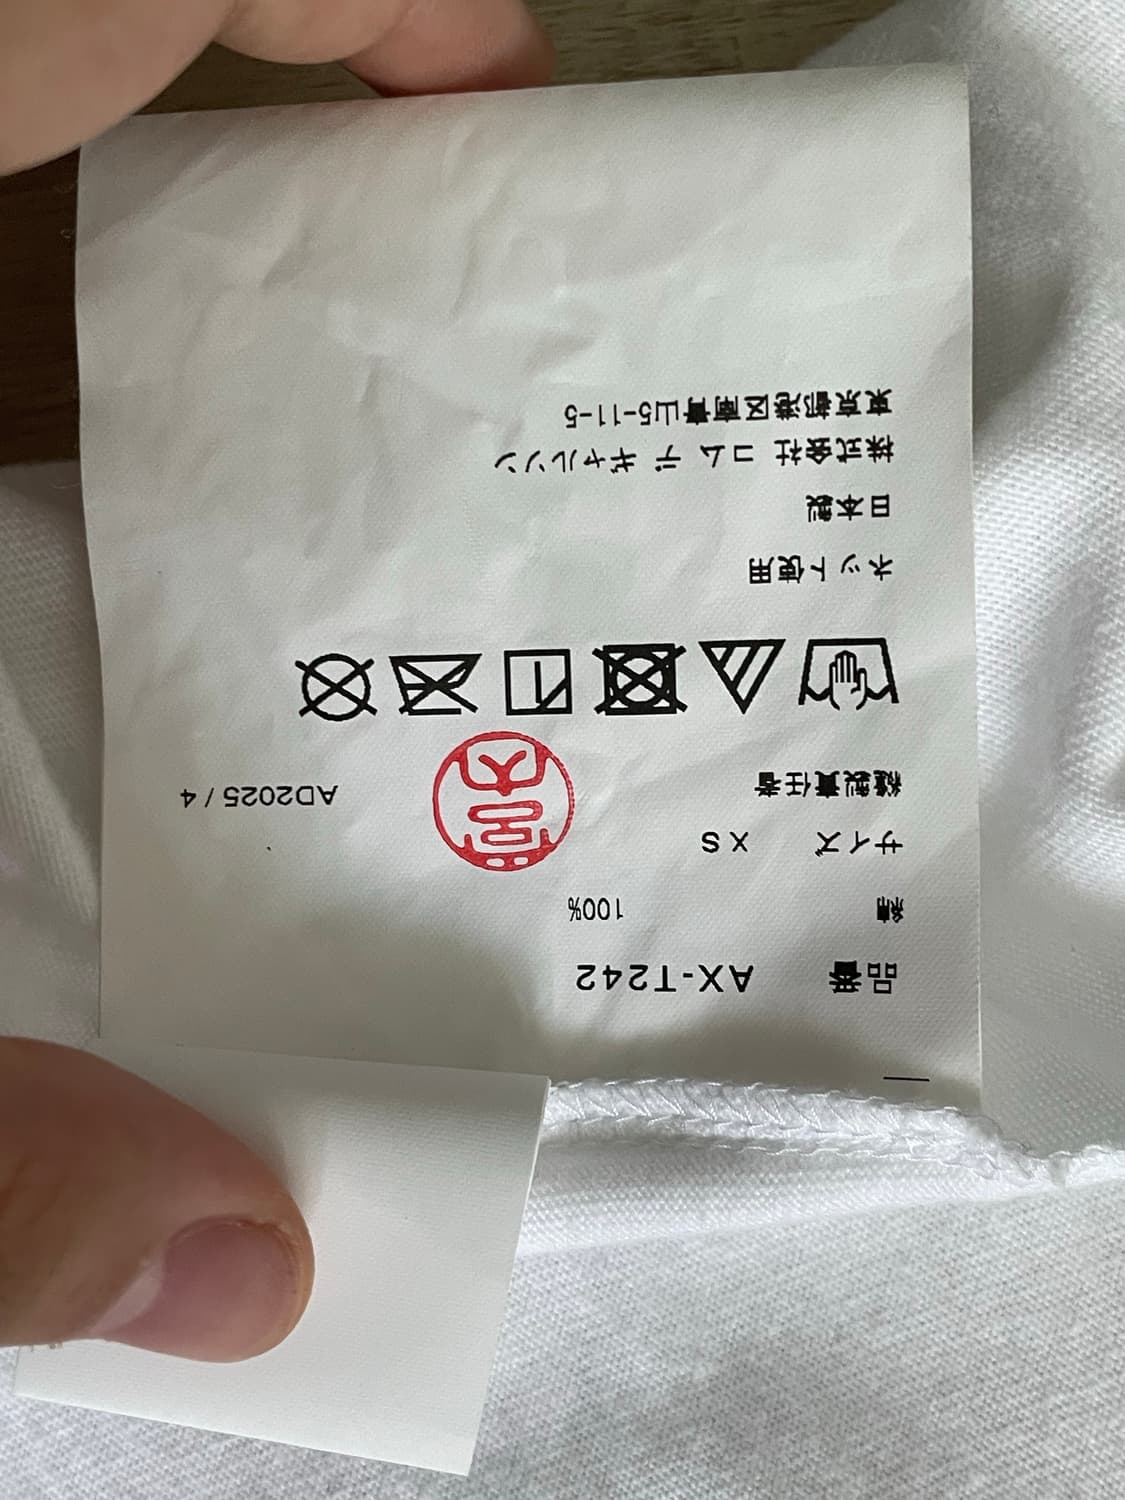 品番 AX-T242
綿 100%
サイズ XS
縫製責任者 AD2025 / 4
ネット使用
日本製
株式会社 コム デ ギャルソン
東京都港区南青山5-11-5